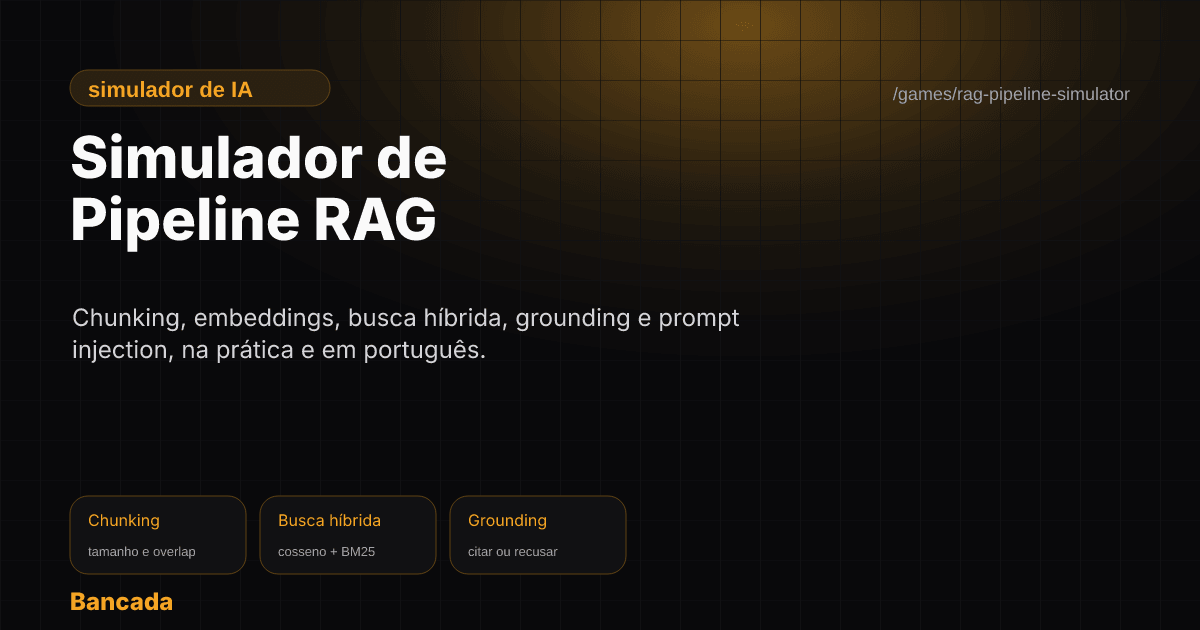 simulador de IA
/games/rag-pipeline-simulator
Simulador de
Pipeline RAG
Chunking, embeddings, busca híbrida, grounding e prompt
injection, na prática e em português.
Chunking
tamanho e overlap
Busca híbrida
cosseno + BM25
Grounding
citar ou recusar
Bancada